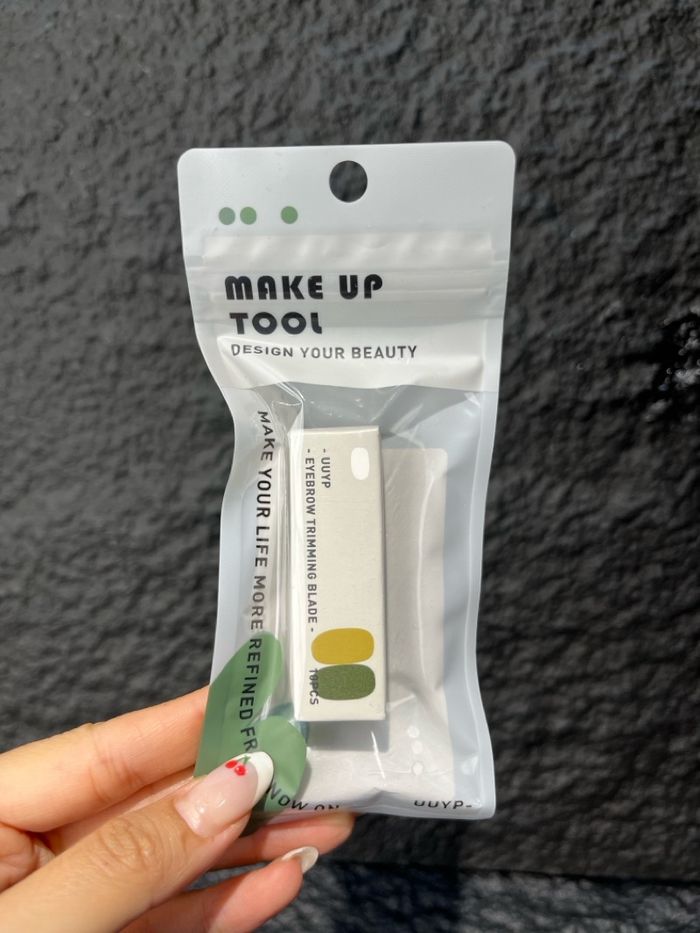 MAKE UP
TOOL
DESIGN YOUR BEAUTY
MAKE YOUR LIFE MORE REFINED FR
NOW ON
- UUYP
- EYEBROW TRIMMING BLADE -
10PCS
UUYP-